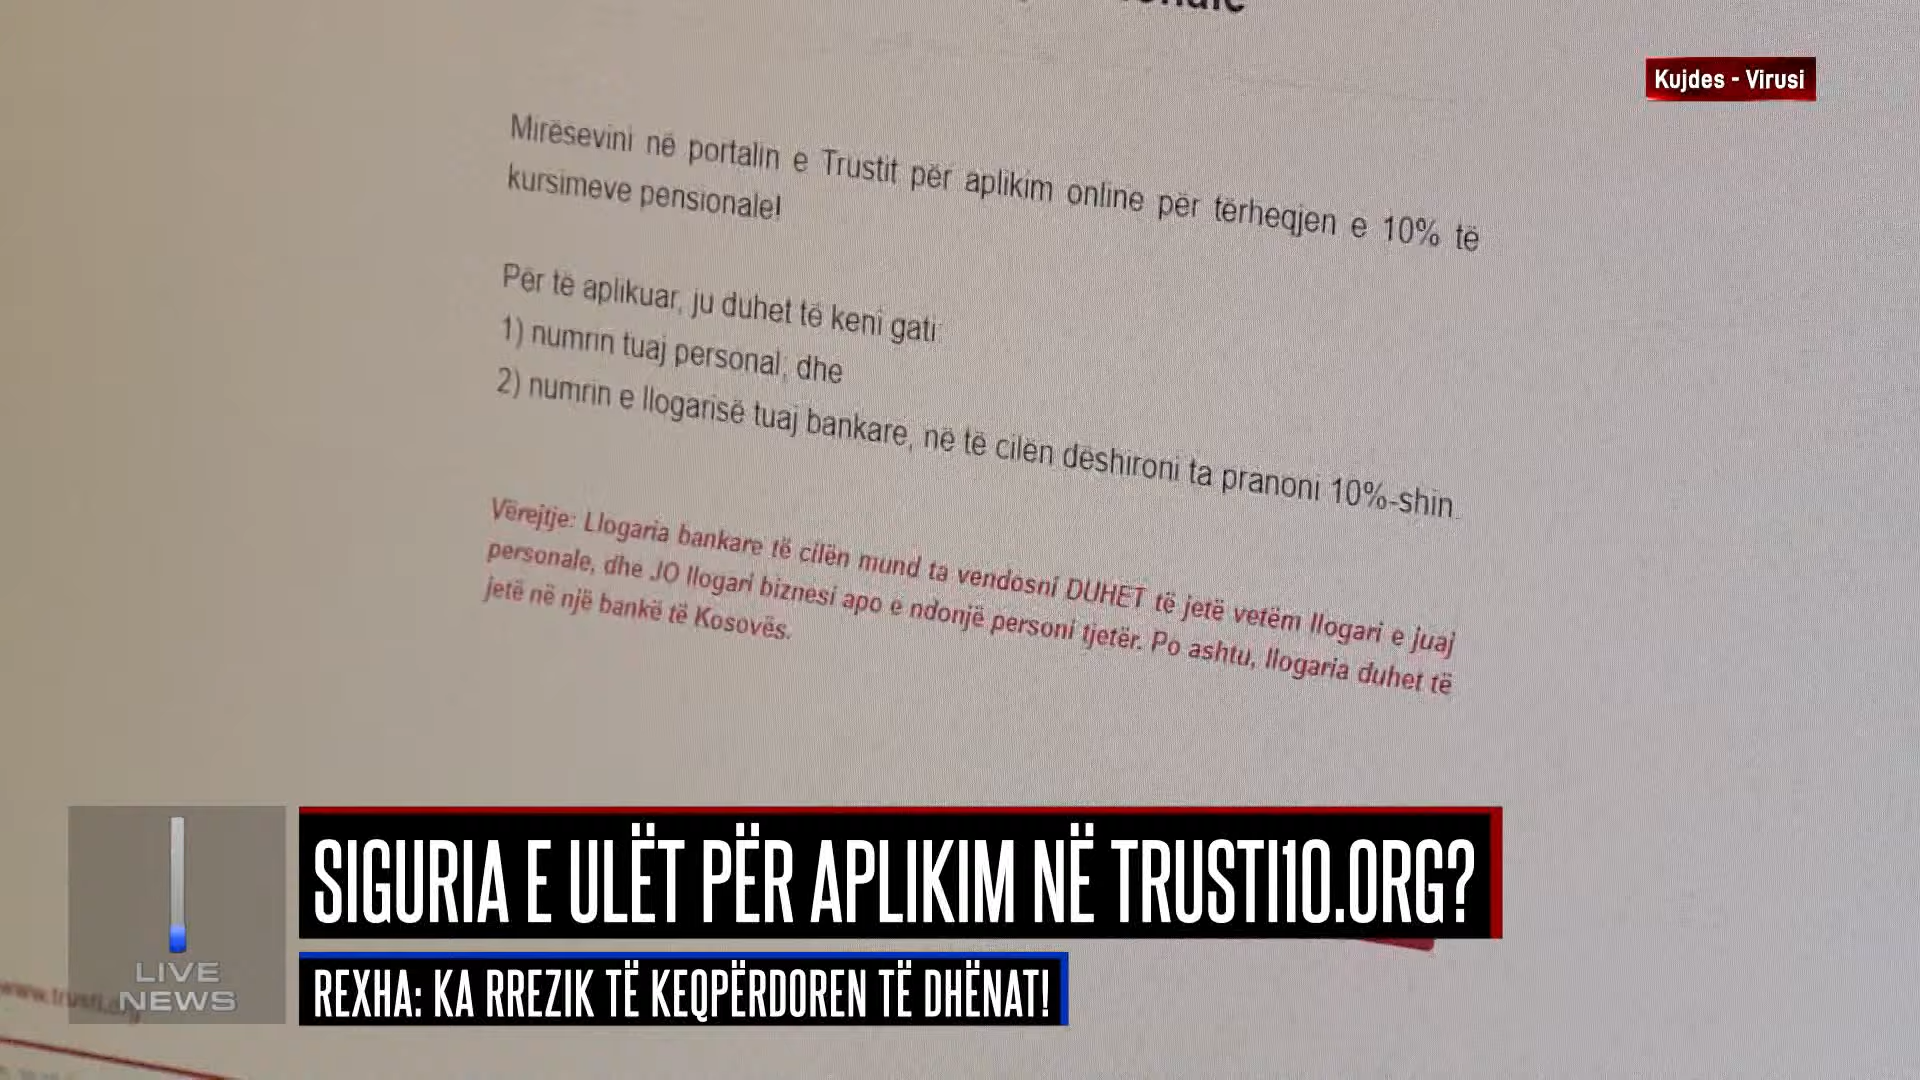 Kujdes - Virusi
Mirësevini në portalin e Trustit për aplikim online për tërheqjen e 10% të
kursimeve pensionale!
Për të aplikuar, ju duhet të keni gati:
1) numrin tuaj personal; dhe
2) numrin e llogarisë tuaj bankare, në të cilën dëshironi ta pranoni 10%-shin.
Vërejtje: Llogaria bankare të cilën mund ta vendosni DUHET të jetë vetëm llogari e juaj
personale, dhe JO llogari biznesi apo e ndonjë personi tjetër. Po ashtu, llogaria duhet të
jetë në një bankë të Kosovës.
SIGURIA E ULËT PËR APLIKIM NË TRUSTI10.ORG?
REXHA: KA RREZIK TË KEQPËRDOREN TË DHËNAT!
LIVE
NEWS
www.trusti.org